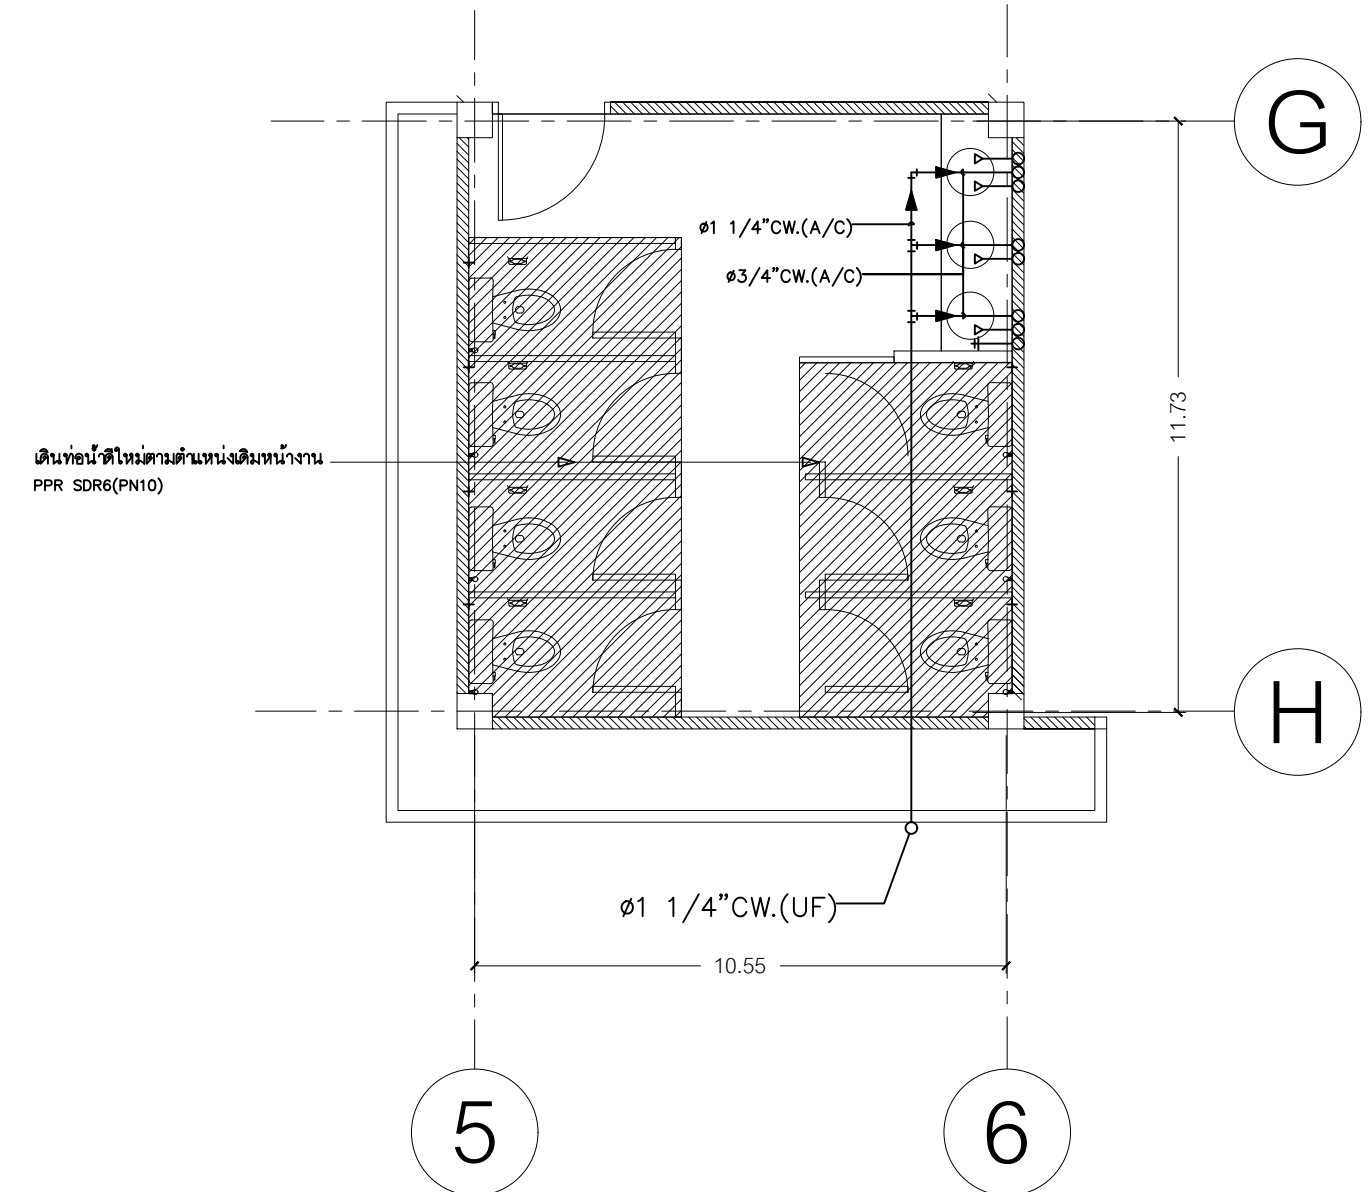 G
ø1 1/4"CW.(A/C)
ø3/4"CW.(A/C)
11.73
เดินท่อน้ำดีใหม่ตามตำแหน่งเดิมหน้างาน
PPR SDR6(PN10)
H
ø1 1/4"CW.(UF)
10.55
5
6